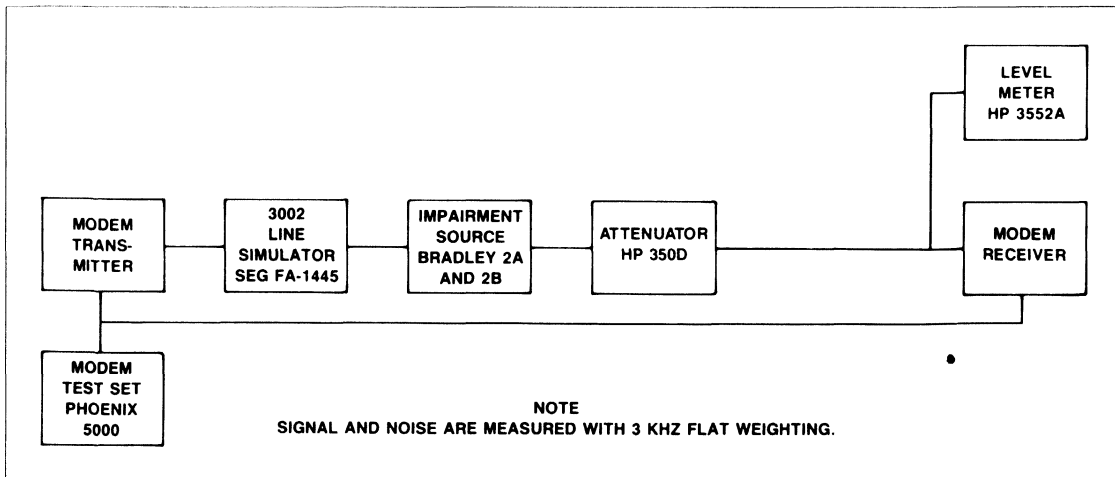 LEVEL
METER
HP 3552A
MODEM
TRANS-
MITTER
3002
LINE
SIMULATOR
SEG FA-1445
IMPAIRMENT
SOURCE
BRADLEY 2A
AND 2B
ATTENUATOR
HP 350D
MODEM
RECEIVER
MODEM
TEST SET
PHOENIX
5000
NOTE
SIGNAL AND NOISE ARE MEASURED WITH 3 KHZ FLAT WEIGHTING.